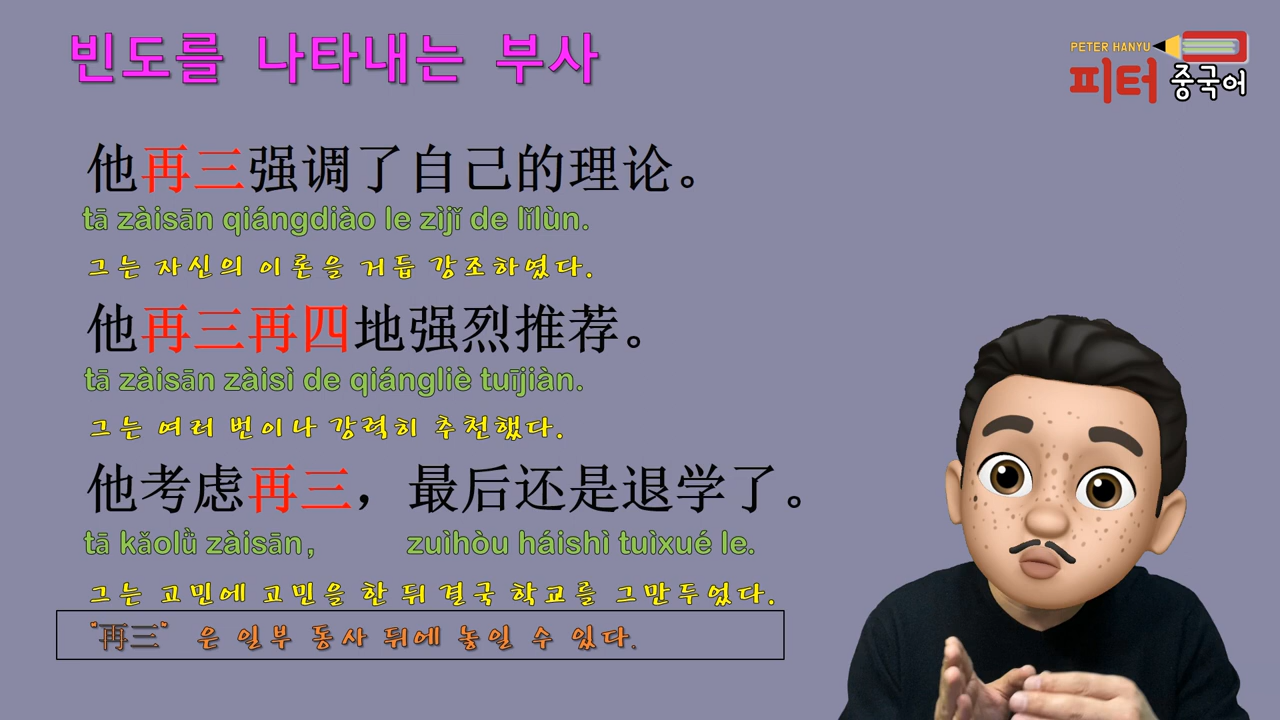 빈도를 나타내는 부사
PETER HANYU
피터 중국어
他再三强调了自己的理论。
tā zàisān qiángdiào le zìjǐ de lǐlùn.
그는 자신의 이론을 거듭 강조하였다.
他再三再四地强烈推荐。
tā zàisān zàisì de qiángliè tuījiàn.
그는 여러 번이나 강력히 추천했다.
他考虑再三，最后还是退学了。
tā kǎolǜ zàisān, zuìhòu háishì tuìxué le.
그는 고민에 고민을 한 뒤 결국 학교를 그만두었다.
"再三" 은 일부 동사 뒤에 놓일 수 있다.